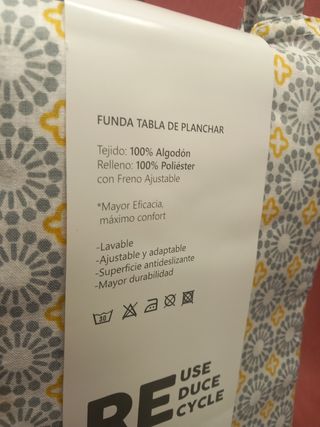 FUNDA TABLA DE PLANCHAR
Tejido: 100% Algodón
Relleno: 100% Poliéster
con Freno Ajustable
*Mayor Eficacia,
máximo confort
-Lavable
-Ajustable y adaptable
-Superficie antideslizante
-Mayor durabilidad
30
RE USE
DUCE
CYCLE